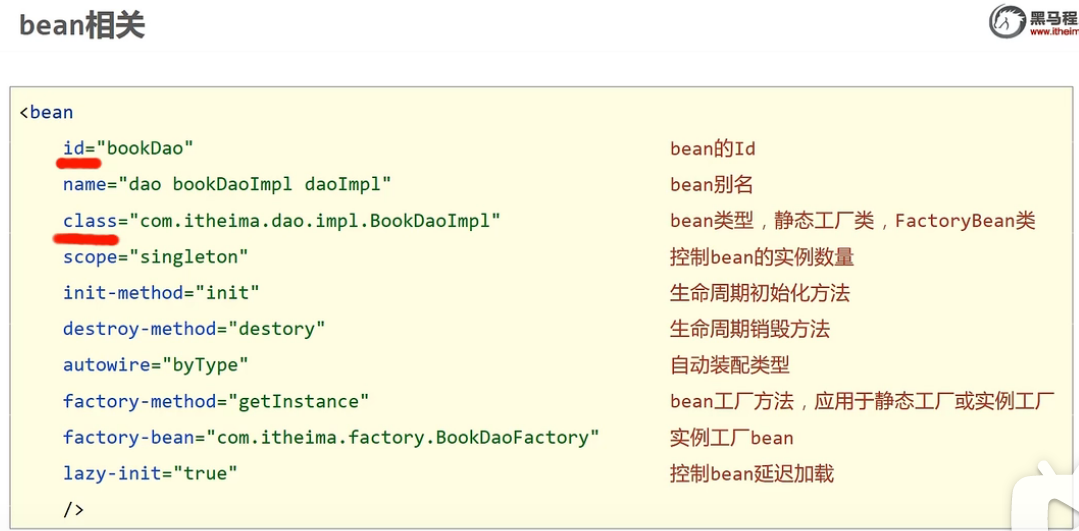 bean相关
黑马程
www.itheim
<bean
id="bookDao" bean的Id
name="dao bookDaoImpl daoImpl" bean别名
class="com.itheima.dao.impl.BookDaoImpl" bean类型，静态工厂类，FactoryBean类
scope="singleton" 控制bean的实例数量
init-method="init" 生命周期初始化方法
destroy-method="destory" 生命周期销毁方法
autowire="byType" 自动装配类型
factory-method="getInstance" bean工厂方法，应用于静态工厂或实例工厂
factory-bean="com.itheima.factory.BookDaoFactory" 实例工厂bean
lazy-init="true" 控制bean延迟加载
/>